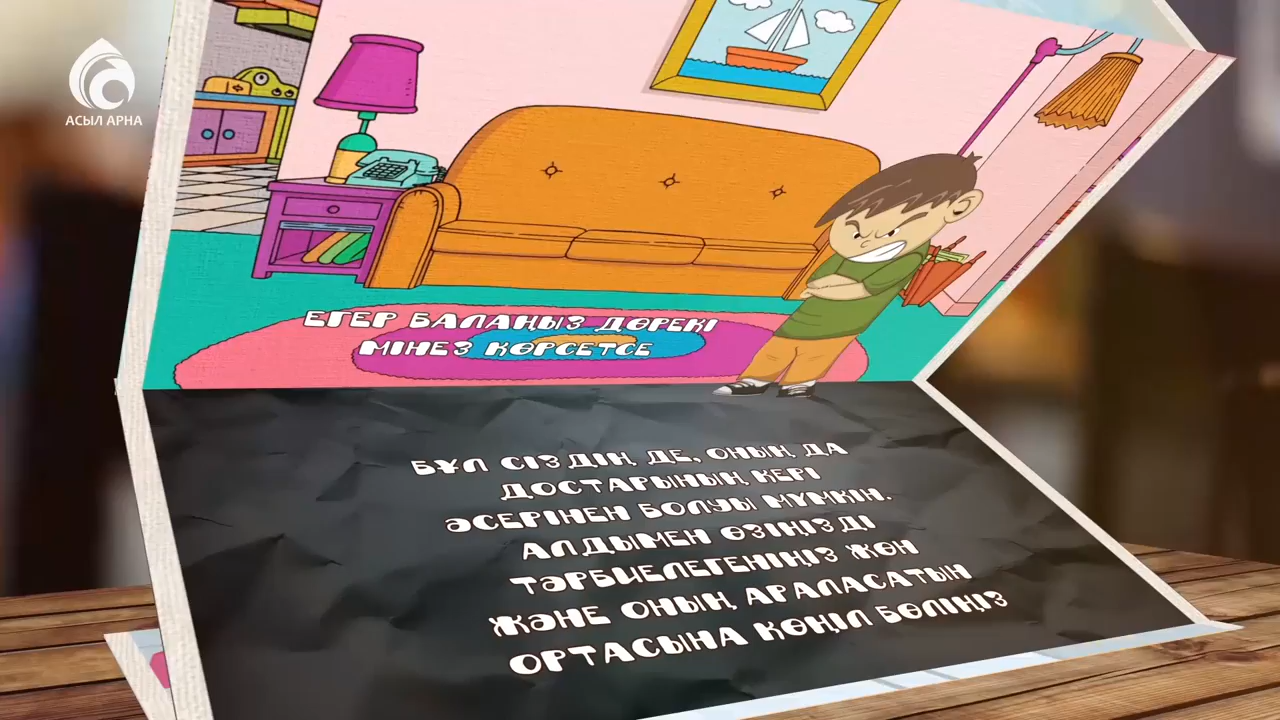 АСЫЛ АРНА
ЕГЕР БАЛАҢЫЗ ДӨРЕКІ
МІНЕЗ КӨРСЕТСЕ
БҰЛ СІЗДІҢ ДЕ, ОНЫҢ ДА
ДОСТАРЫНЫҢ КЕРІ
ӘСЕРІНЕН БОЛУЫ МҮМКІН.
АЛДЫМЕН ӨЗІҢІЗДІ
ТӘРБИЕЛЕГЕНІҢІЗ ЖӨН
ЖӘНЕ ОНЫҢ АРАЛАСАТЫН
ОРТАСЫНА КӨҢІЛ БӨЛІҢІЗ